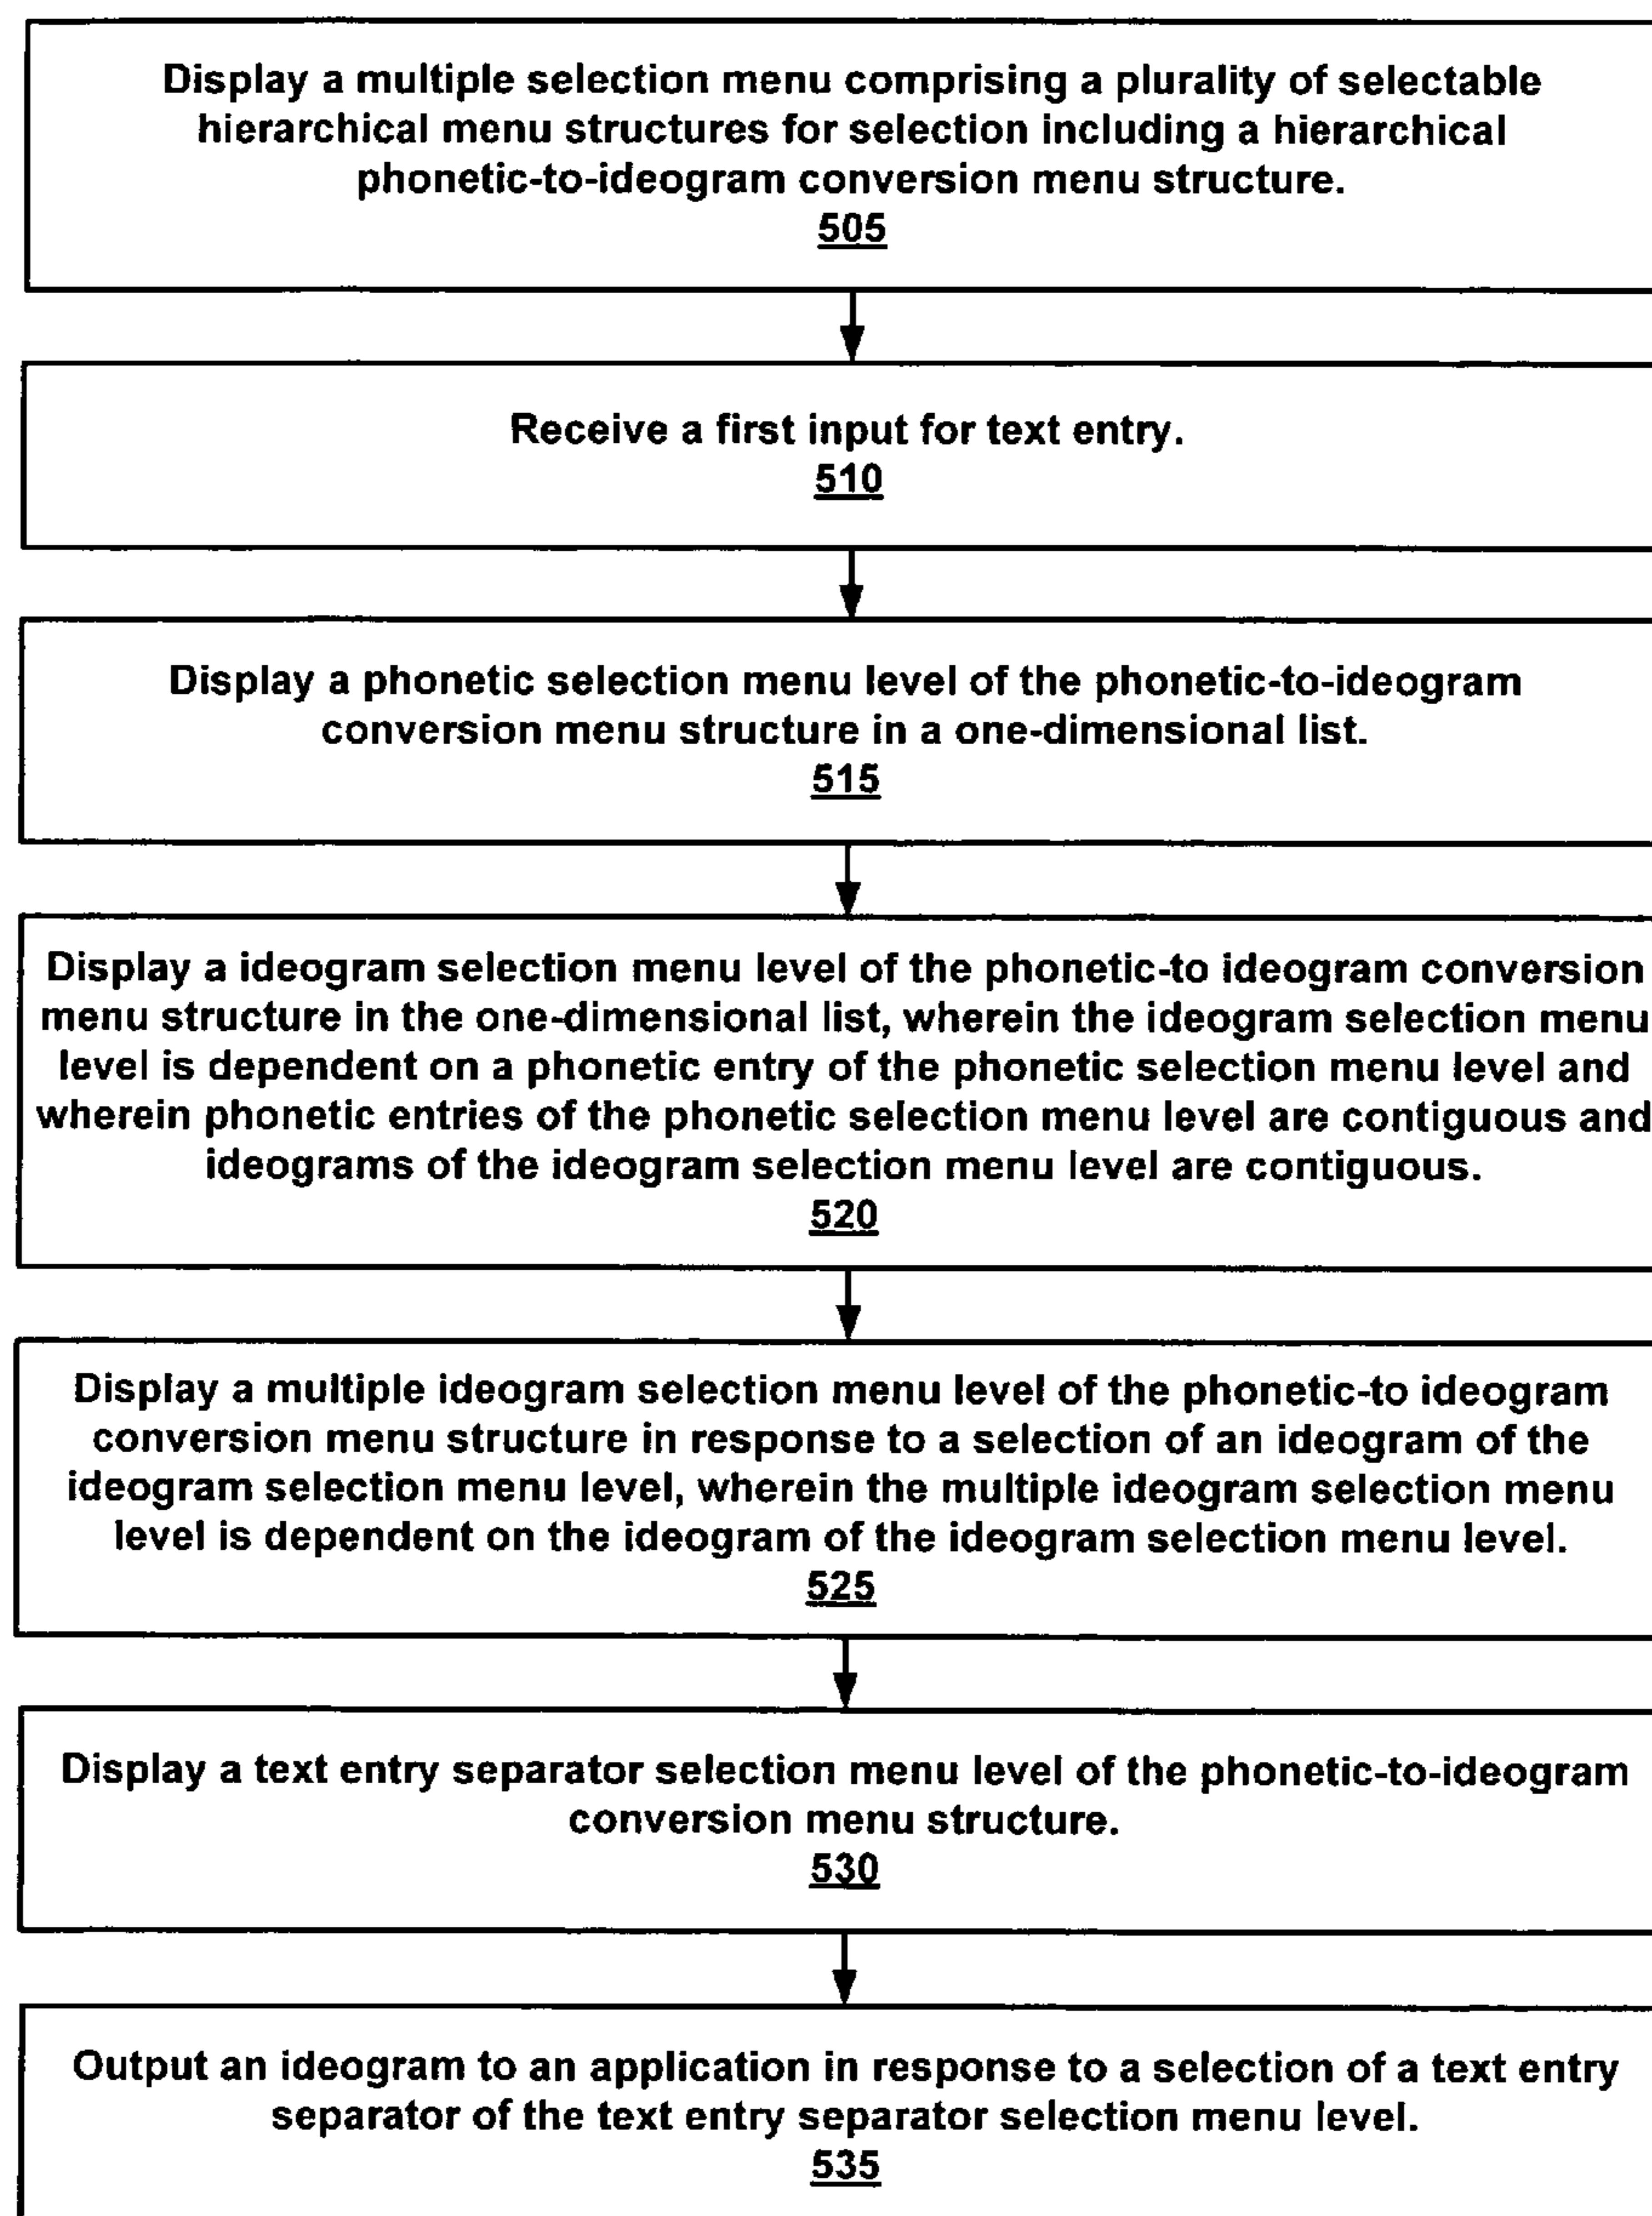 Display a multiple selection menu comprising a plurality of selectable
hierarchical menu structures for selection including a hierarchical
phonetic-to-ideogram conversion menu structure.
505
Receive a first input for text entry.
510
Display a phonetic selection menu level of the phonetic-to-ideogram
conversion menu structure in a one-dimensional list.
515
Display a ideogram selection menu level of the phonetic-to ideogram conversion
menu structure in the one-dimensional list, wherein the ideogram selection menu
level is dependent on a phonetic entry of the phonetic selection menu level and
wherein phonetic entries of the phonetic selection menu level are contiguous and
ideograms of the ideogram selection menu level are contiguous.
520
Display a multiple ideogram selection menu level of the phonetic-to ideogram
conversion menu structure in response to a selection of an ideogram of the
ideogram selection menu level, wherein the multiple ideogram selection menu
level is dependent on the ideogram of the ideogram selection menu level.
525
Display a text entry separator selection menu level of the phonetic-to-ideogram
conversion menu structure.
530
Output an ideogram to an application in response to a selection of a text entry
separator of the text entry separator selection menu level.
535